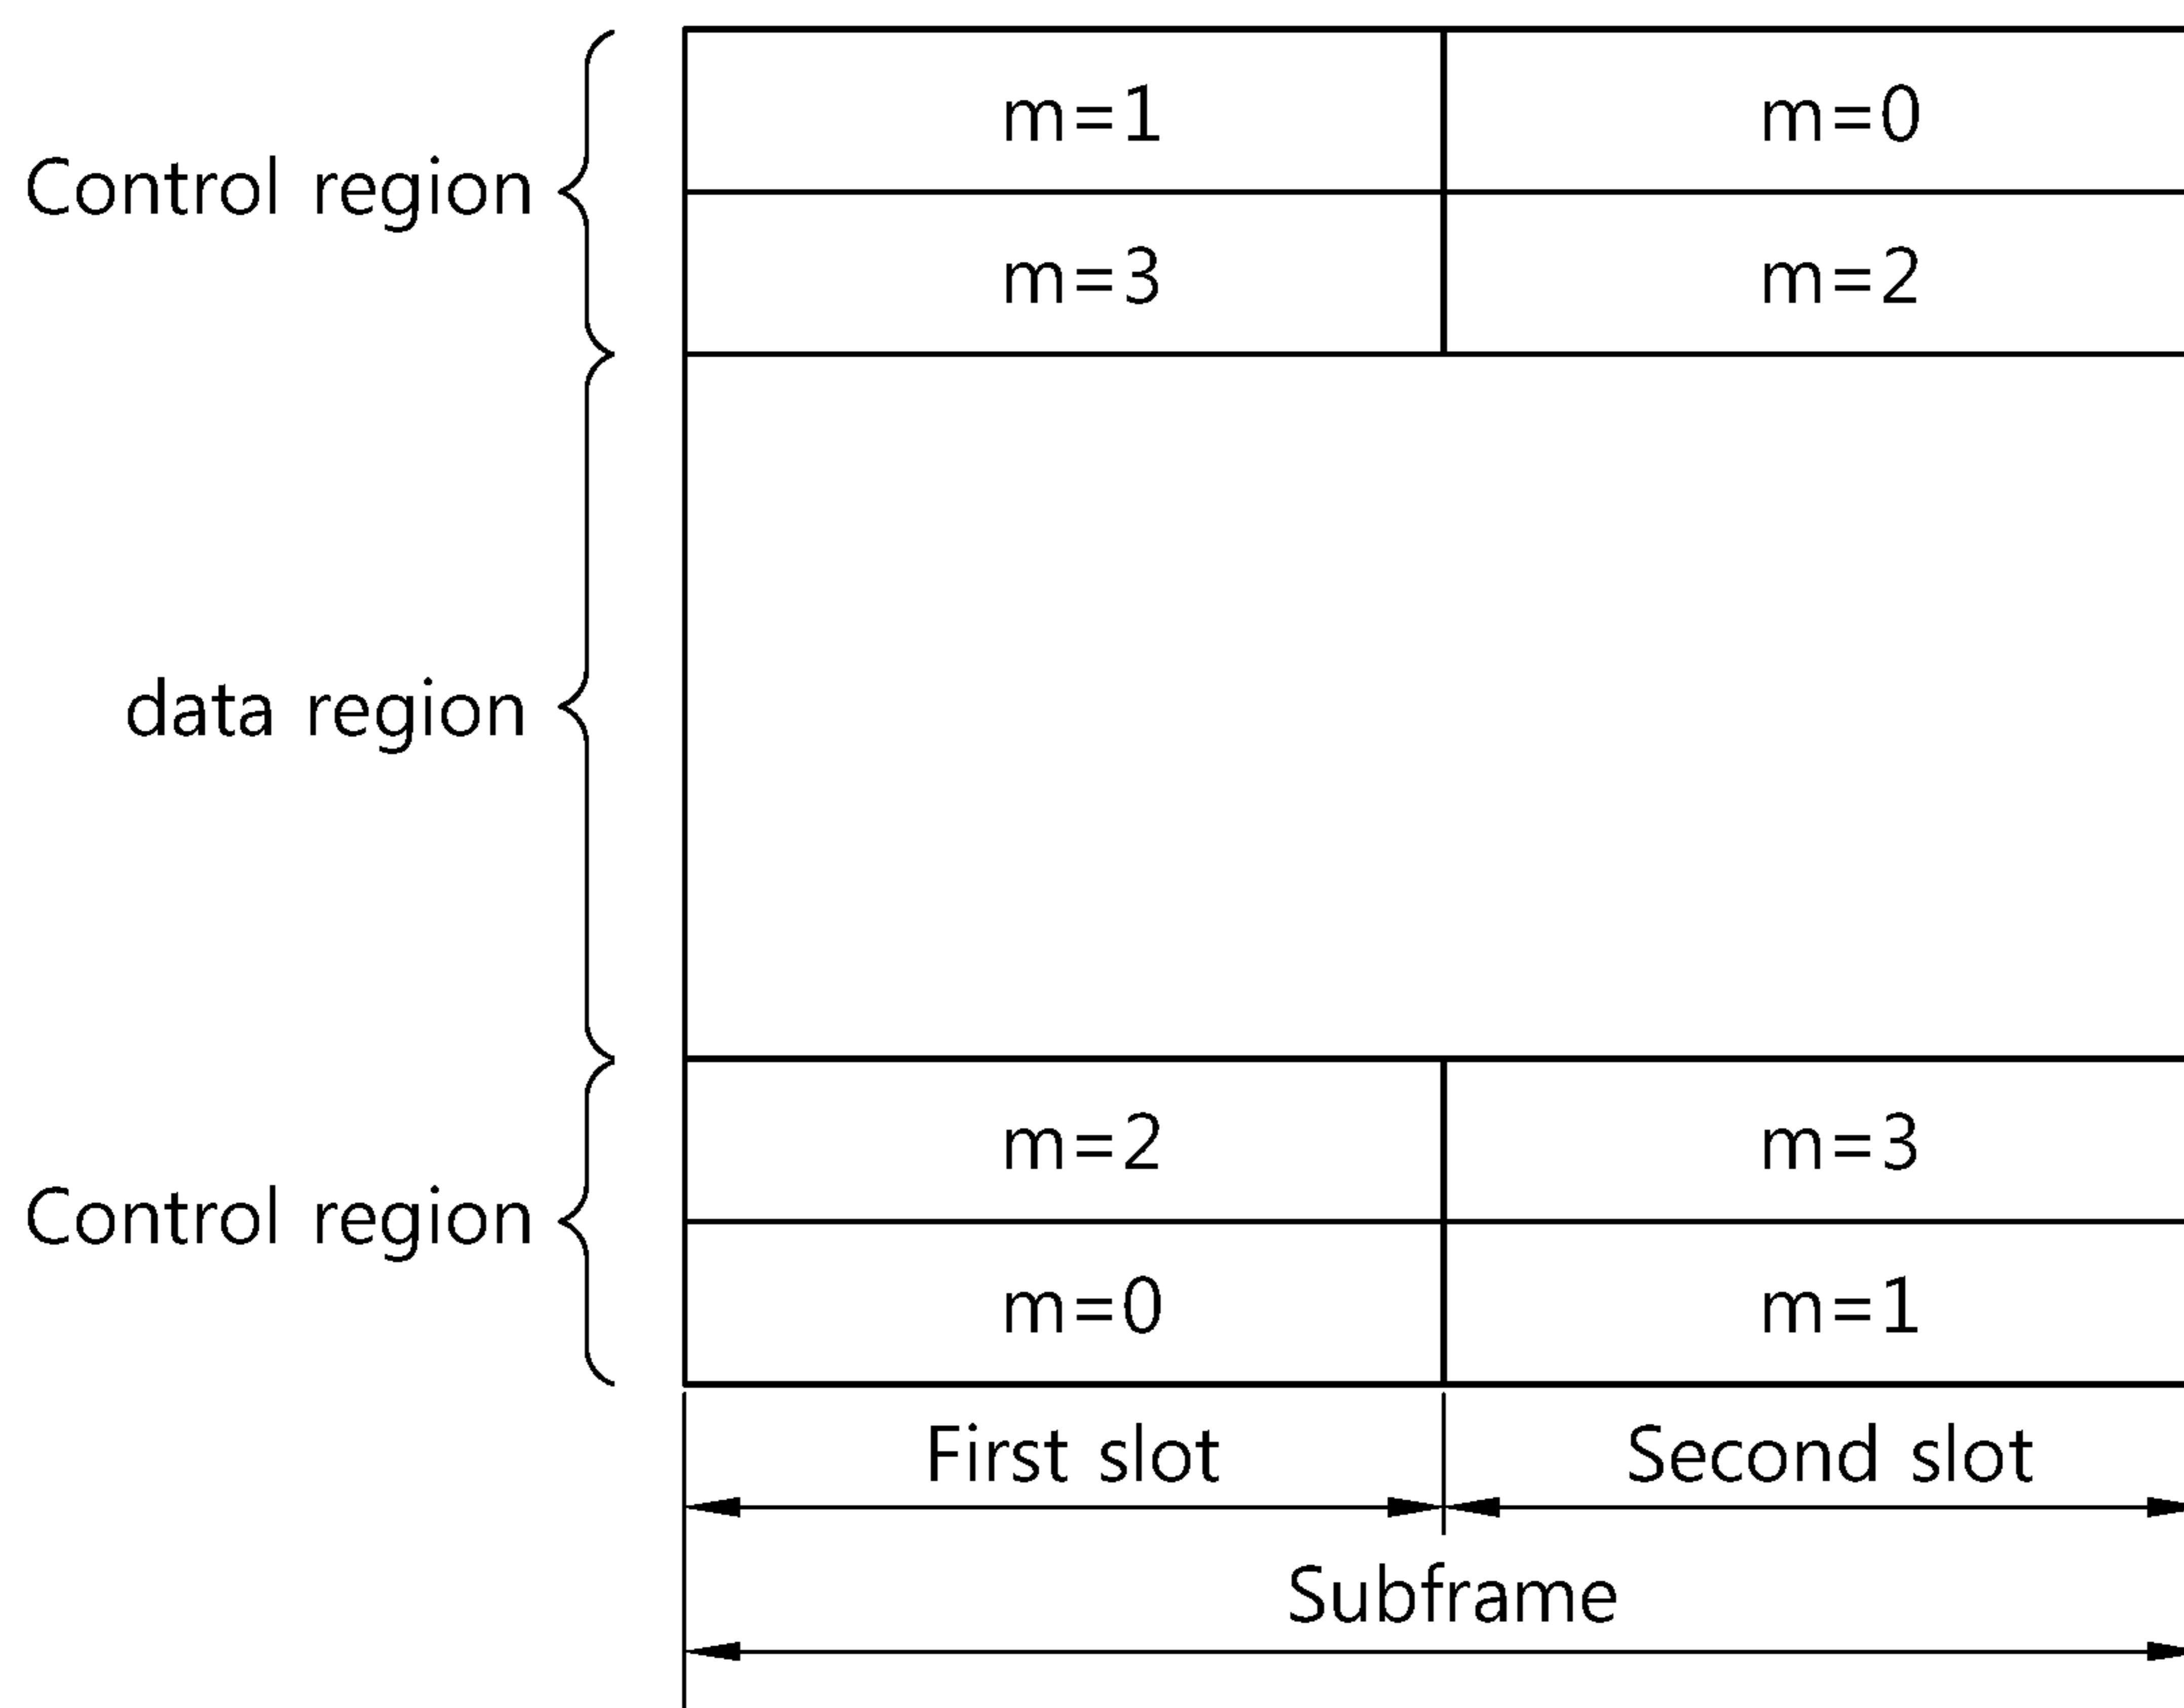 m=1 m=0
Control region
m=3 m=2
data region
m=2 m=3
Control region
m=0 m=1
First slot Second slot
Subframe